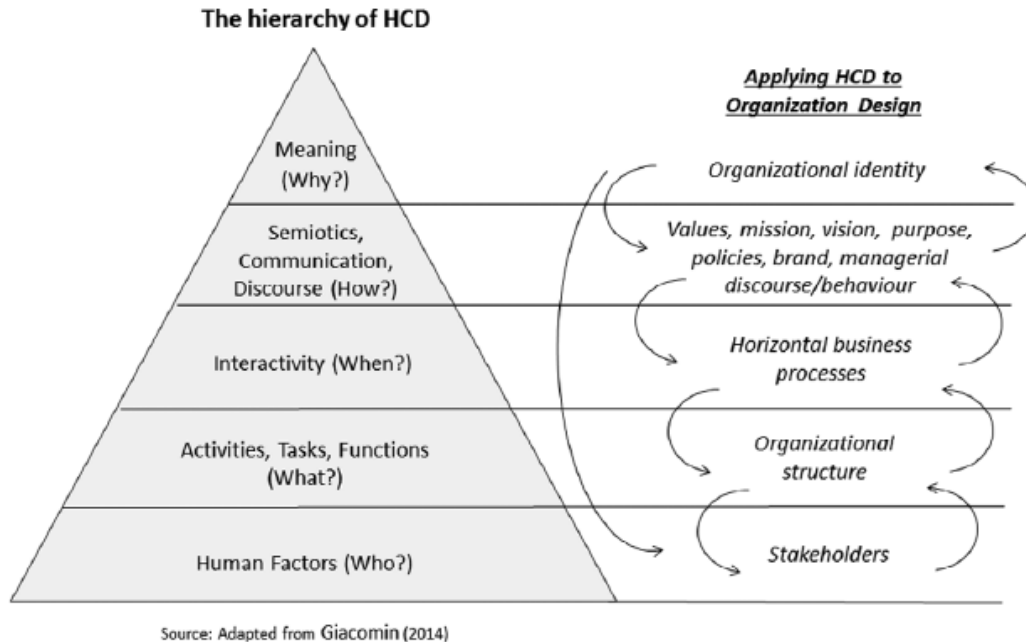 The hierarchy of HCD
Applying HCD to
Organization Design
Meaning
(Why?)
Organizational identity
Semiotics,
Communication,
Discourse (How?)
Values, mission, vision, purpose,
policies, brand, managerial
discourse/behaviour
Interactivity (When?)
Horizontal business
processes
Activities, Tasks, Functions
(What?)
Organizational
structure
Human Factors (Who?)
Stakeholders
Source: Adapted from Giacomin (2014)